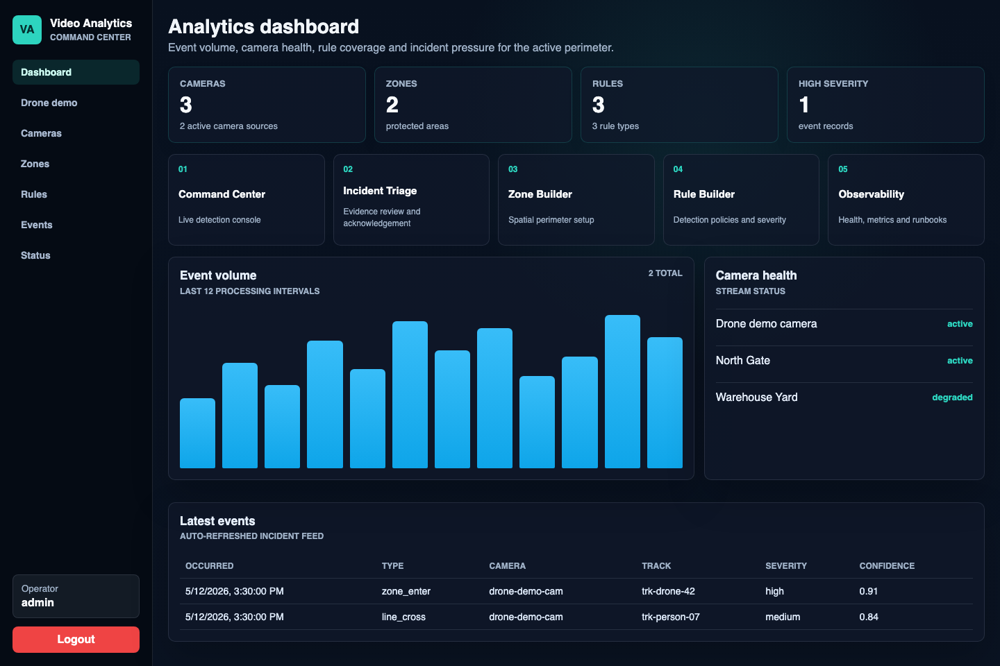 VA
Video Analytics
COMMAND CENTER
Dashboard
Drone demo
Cameras
Zones
Rules
Events
Status
Operator
admin
Logout
Analytics dashboard
Event volume, camera health, rule coverage and incident pressure for the active perimeter.
CAMERAS
3
2 active camera sources
ZONES
2
protected areas
RULES
3
3 rule types
HIGH SEVERITY
1
event records
01
Command Center
Live detection console
02
Incident Triage
Evidence review and
acknowledgement
03
Zone Builder
Spatial perimeter setup
04
Rule Builder
Detection policies and severity
05
Observability
Health, metrics and runbooks
Event volume
2 TOTAL
LAST 12 PROCESSING INTERVALS
Camera health
STREAM STATUS
Drone demo camera active
North Gate active
Warehouse Yard degraded
Latest events
AUTO-REFRESHED INCIDENT FEED
OCCURRED TYPE CAMERA TRACK SEVERITY CONFIDENCE
5/12/2026, 3:30:00 PM zone_enter drone-demo-cam trk-drone-42 high 0.91
5/12/2026, 3:30:00 PM line_cross drone-demo-cam trk-person-07 medium 0.84